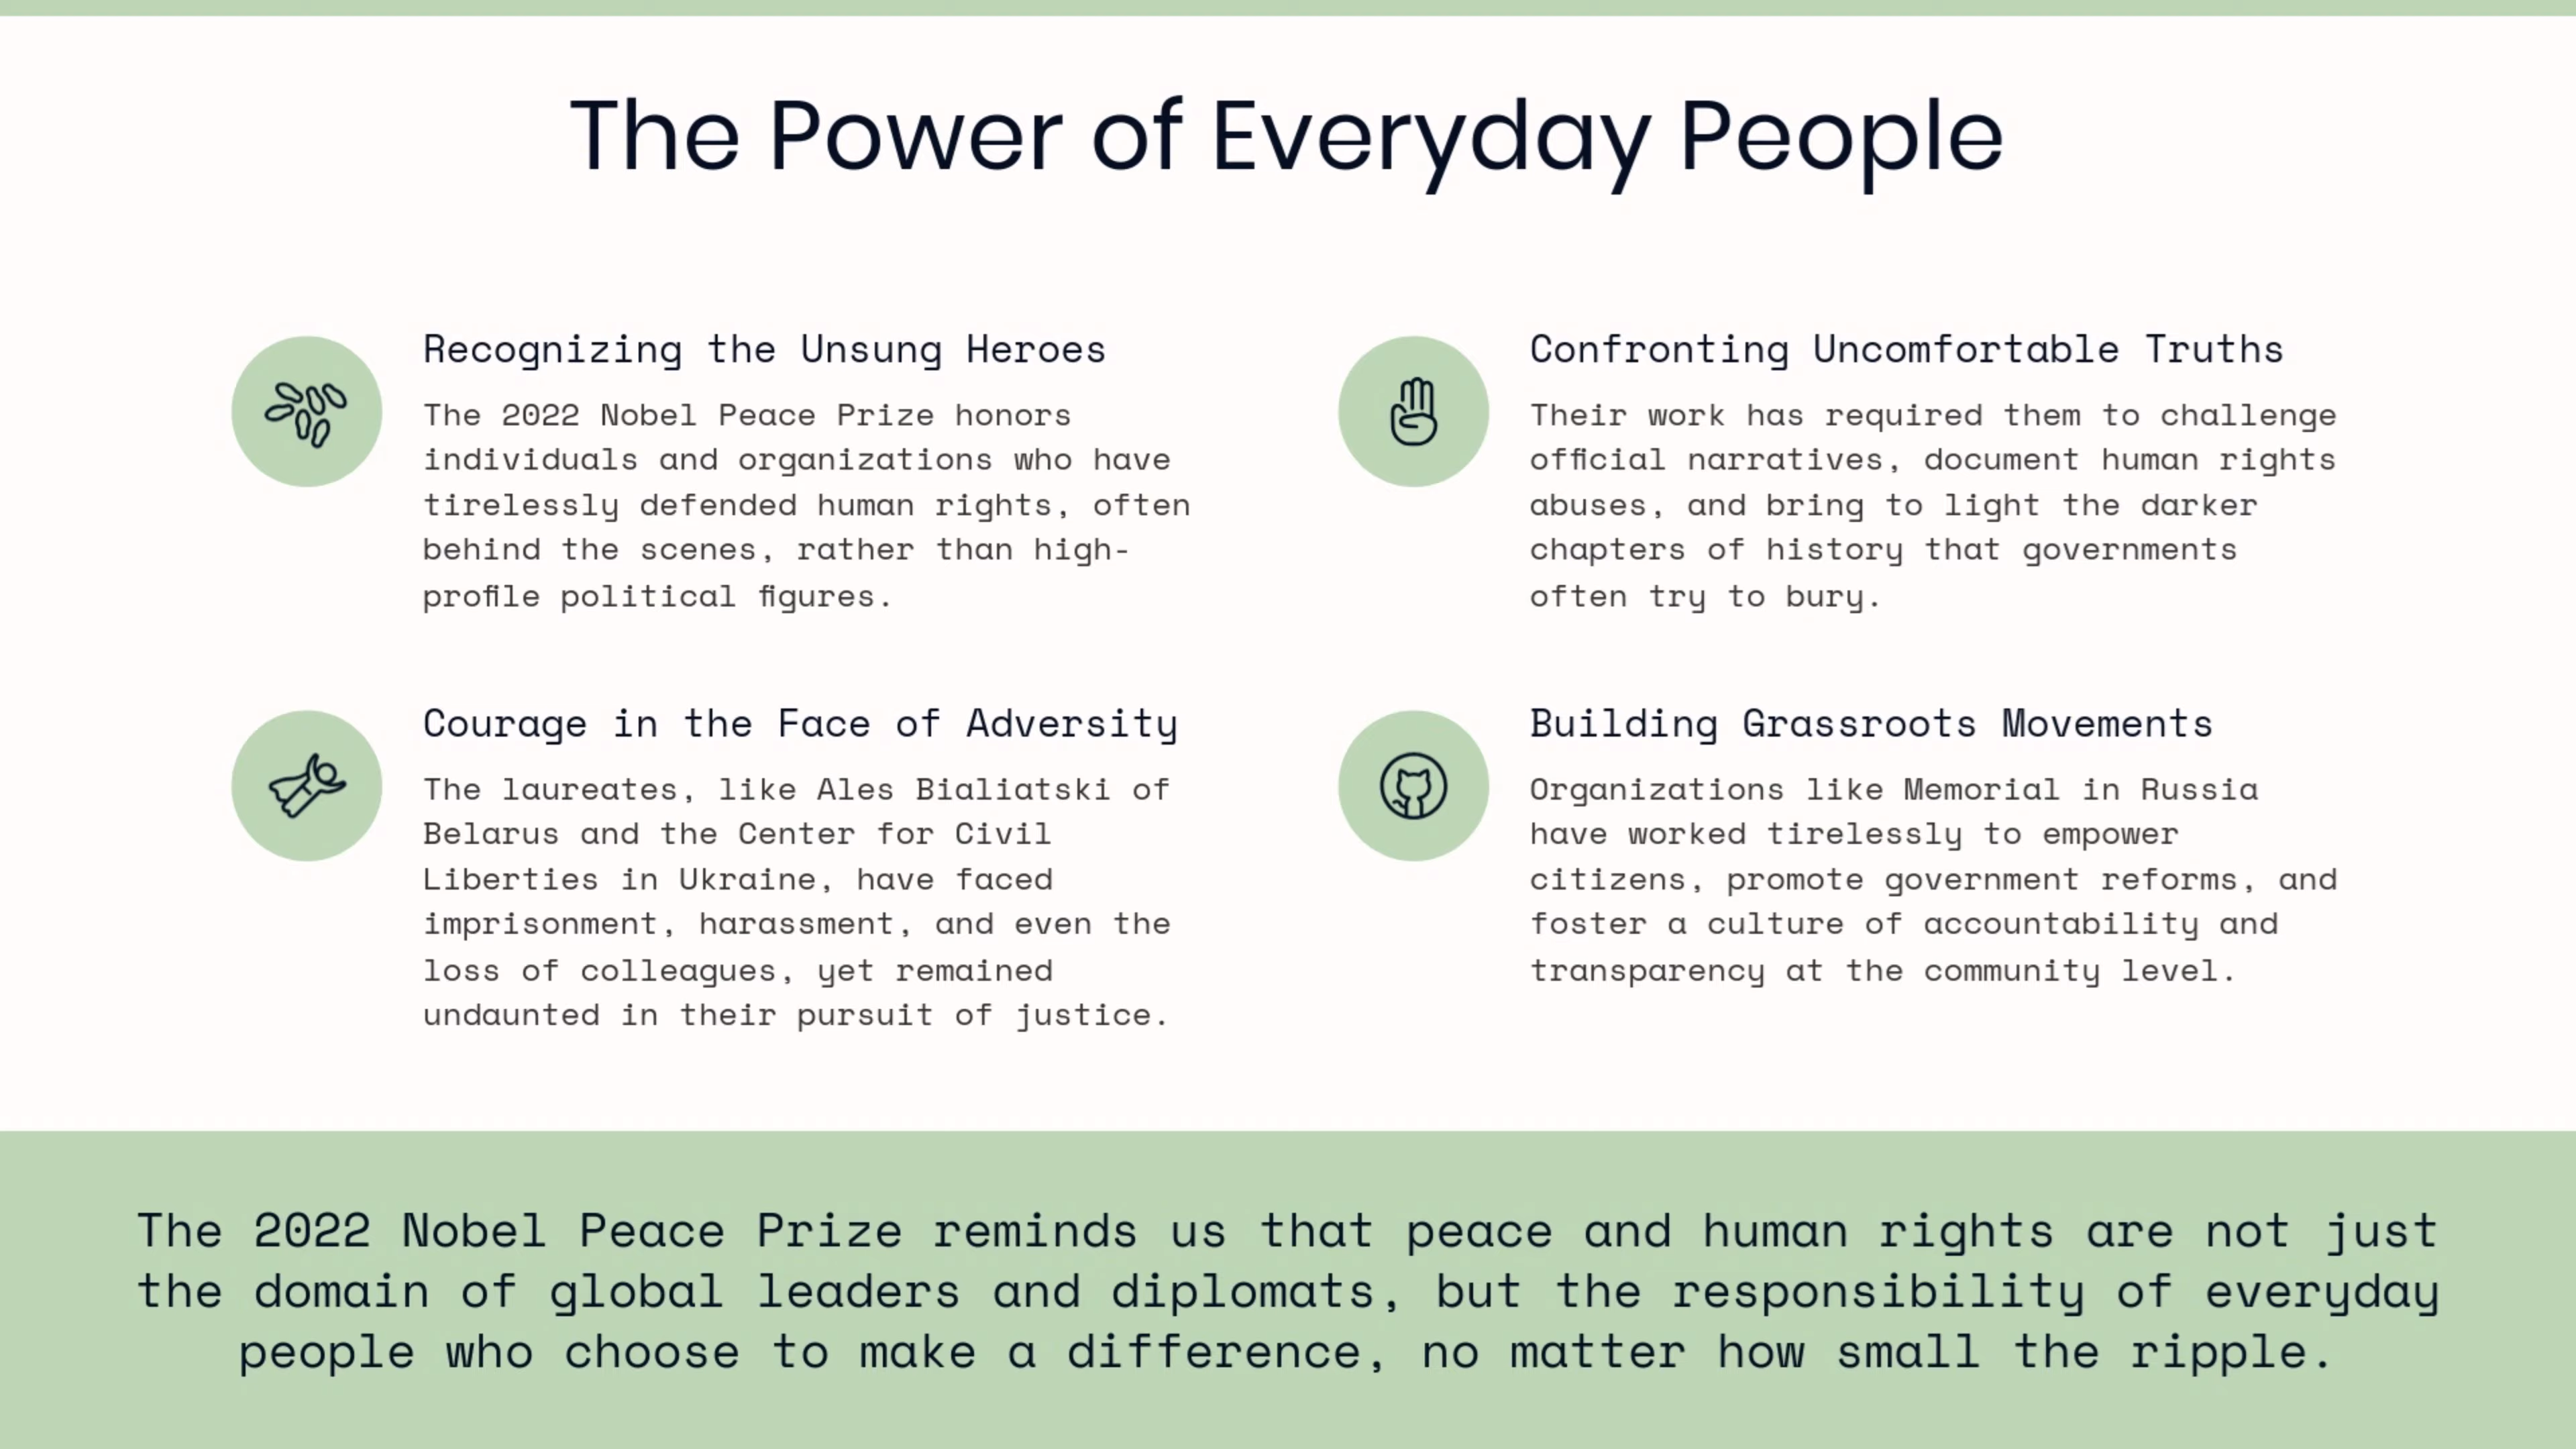 The Power of Everyday People
Recognizing the Unsung Heroes
The 2022 Nobel Peace Prize honors
individuals and organizations who have
tirelessly defended human rights, often
behind the scenes, rather than high-
profile political figures.
Confronting Uncomfortable Truths
Their work has required them to challenge
official narratives, document human rights
abuses, and bring to light the darker
chapters of history that governments
often try to bury.
Courage in the Face of Adversity
The laureates, like Ales Bialiatski of
Belarus and the Center for Civil
Liberties in Ukraine, have faced
imprisonment, harassment, and even the
loss of colleagues, yet remained
undaunted in their pursuit of justice.
Building Grassroots Movements
Organizations like Memorial in Russia
have worked tirelessly to empower
citizens, promote government reforms, and
foster a culture of accountability and
transparency at the community level.
The 2022 Nobel Peace Prize reminds us that peace and human rights are not just
the domain of global leaders and diplomats, but the responsibility of everyday
people who choose to make a difference, no matter how small the ripple.